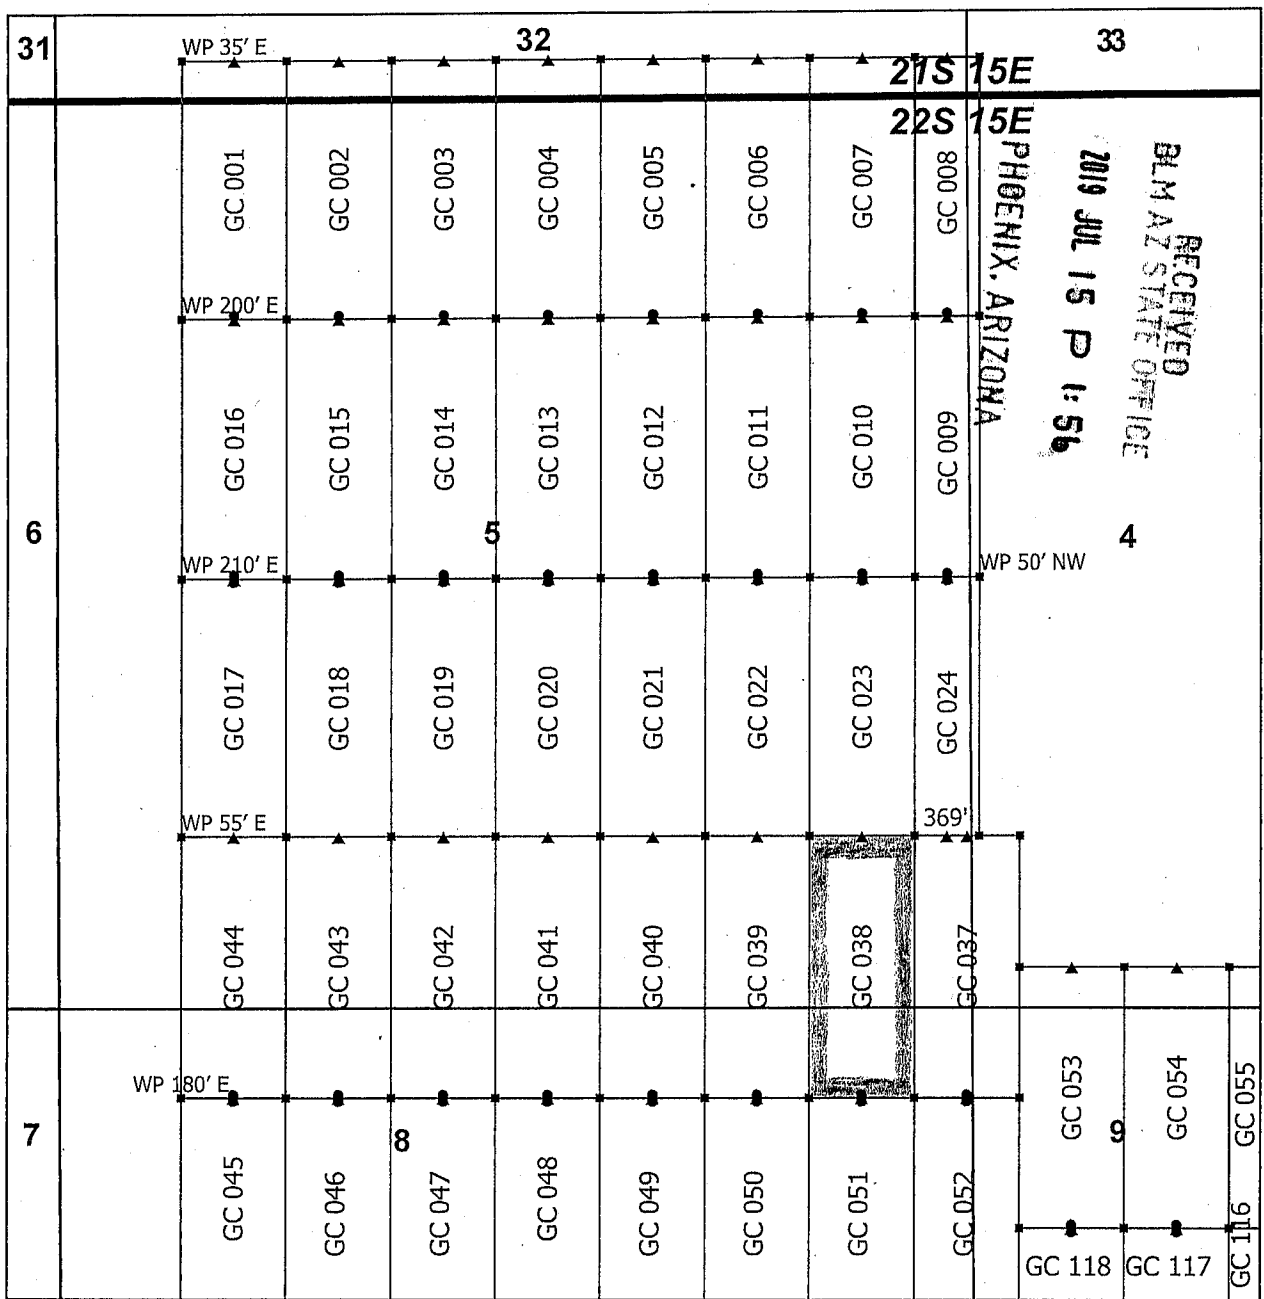 31
WP 35' E
32
33
21S 15E
22S 15E
GC 001
GC 002
GC 003
GC 004
GC 005
GC 006
GC 007
GC 008
RECEIVED
BLM AZ STATE OFFICE
2019 JUL 15 P 1:56
PHOENIX, ARIZONA
WP 200' E
GC 016
GC 015
GC 014
GC 013
GC 012
GC 011
GC 010
GC 009
6
5
4
WP 210' E
WP 50' NW
GC 017
GC 018
GC 019
GC 020
GC 021
GC 022
GC 023
GC 024
WP 55' E
369'
GC 044
GC 043
GC 042
GC 041
GC 040
GC 039
GC 038
GC 037
WP 180' E
GC 053
GC 054
GC 055
7
8
9
GC 045
GC 046
GC 047
GC 048
GC 049
GC 050
GC 051
GC 052
GC 118
GC 117
GC 116